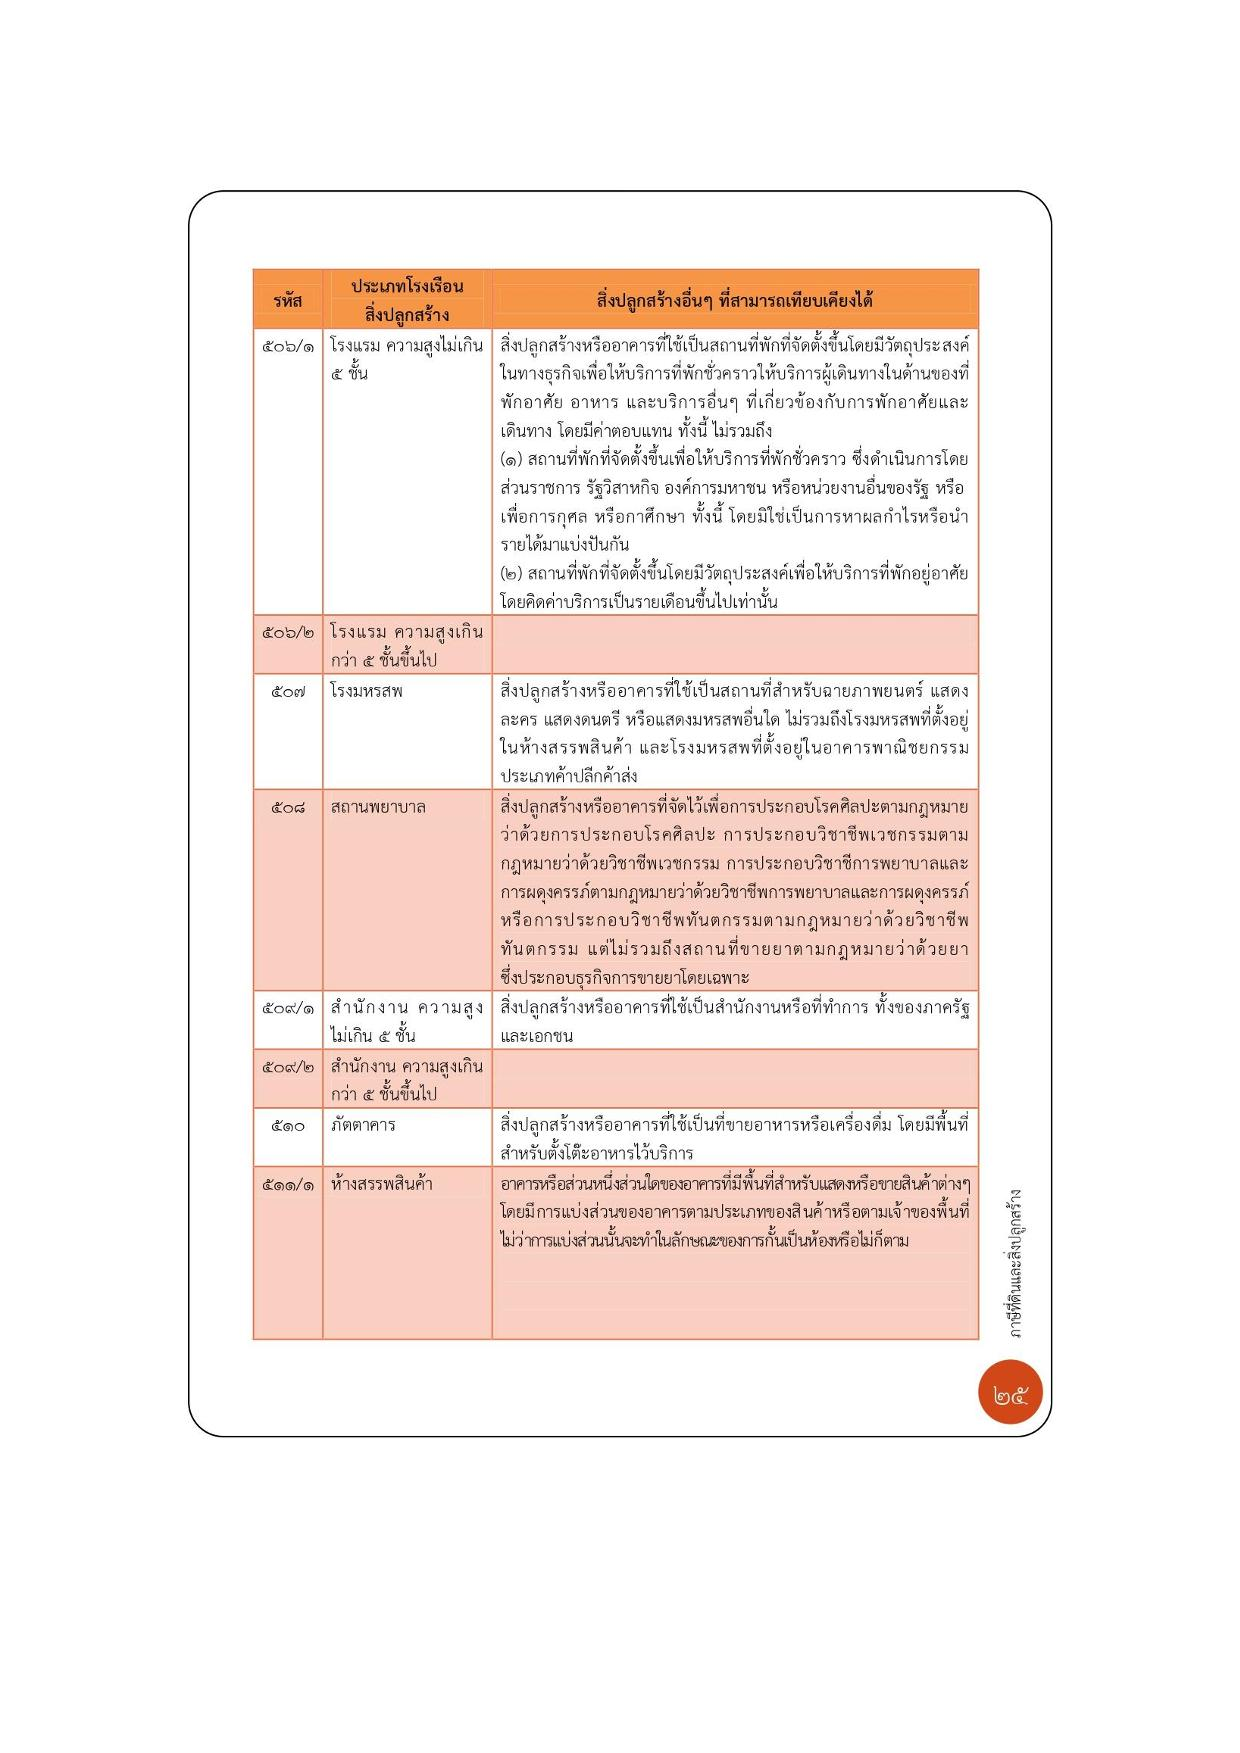 รหัส
ประเภทโรงเรือน
สิ่งปลูกสร้าง
สิ่งปลูกสร้างอื่นๆ ที่สามารถเทียบเคียงได้
๕๐๖/๑
โรงแรม ความสูงไม่เกิน
๕ ชั้น
สิ่งปลูกสร้างหรืออาคารที่ใช้เป็นสถานที่พักที่จัดตั้งขึ้นโดยมีวัตถุประสงค์
ในทางธุรกิจเพื่อให้บริการที่พักชั่วคราวให้บริการผู้เดินทางในด้านของที่
พักอาศัย อาหาร และบริการอื่นๆ ที่เกี่ยวข้องกับการพักอาศัยและ
เดินทาง โดยมีค่าตอบแทน ทั้งนี้ ไม่รวมถึง
(๑) สถานที่พักที่จัดตั้งขึ้นเพื่อให้บริการที่พักชั่วคราว ซึ่งดำเนินการโดย
ส่วนราชการ รัฐวิสาหกิจ องค์การมหาชน หรือหน่วยงานอื่นของรัฐ หรือ
เพื่อการกุศล หรือกาศึกษา ทั้งนี้ โดยมิใช่เป็นการหาผลกำไรหรือนำ
รายได้มาแบ่งปันกัน
(๒) สถานที่พักที่จัดตั้งขึ้นโดยมีวัตถุประสงค์เพื่อให้บริการที่พักอยู่อาศัย
โดยคิดค่าบริการเป็นรายเดือนขึ้นไปเท่านั้น
๕๐๖/๒
โรงแรม ความสูงเกิน
กว่า ๕ ชั้นขึ้นไป
๕๐๗
โรงมหรสพ
สิ่งปลูกสร้างหรืออาคารที่ใช้เป็นสถานที่สำหรับฉายภาพยนตร์ แสดง
ละคร แสดงดนตรี หรือแสดงมหรสพอื่นใด ไม่รวมถึงโรงมหรสพที่ตั้งอยู่
ในห้างสรรพสินค้า และโรงมหรสพที่ตั้งอยู่ในอาคารพาณิชยกรรม
ประเภทค้าปลีกค้าส่ง
๕๐๘
สถานพยาบาล
สิ่งปลูกสร้างหรืออาคารที่จัดไว้เพื่อการประกอบโรคศิลปะตามกฎหมาย
ว่าด้วยการประกอบโรคศิลปะ การประกอบวิชาชีพเวชกรรมตาม
กฎหมายว่าด้วยวิชาชีพเวชกรรม การประกอบวิชาชีการพยาบาลและ
การผดุงครรภ์ตามกฎหมายว่าด้วยวิชาชีพการพยาบาลและการผดุงครรภ์
หรือการประกอบวิชาชีพทันตกรรมตามกฎหมายว่าด้วยวิชาชีพ
ทันตกรรม แต่ไม่รวมถึงสถานที่ขายยาตามกฎหมายว่าด้วยยา
ซึ่งประกอบธุรกิจการขายยาโดยเฉพาะ
๕๐๙/๑
สำนักงาน ความสูง
ไม่เกิน ๕ ชั้น
สิ่งปลูกสร้างหรืออาคารที่ใช้เป็นสำนักงานหรือที่ทำการ ทั้งของภาครัฐ
และเอกชน
๕๐๙/๒
สำนักงาน ความสูงเกิน
กว่า ๕ ชั้นขึ้นไป
๕๑๐
ภัตตาคาร
สิ่งปลูกสร้างหรืออาคารที่ใช้เป็นที่ขายอาหารหรือเครื่องดื่ม โดยมีพื้นที่
สำหรับตั้งโต๊ะอาหารไว้บริการ
๕๑๑/๑
ห้างสรรพสินค้า
อาคารหรือส่วนหนึ่งส่วนใดของอาคารที่มีพื้นที่สำหรับแสดงหรือขายสินค้าต่างๆ
โดยมีการแบ่งส่วนของอาคารตามประเภทของสินค้าหรือตามเจ้าของพื้นที่
ไม่ว่าการแบ่งส่วนนั้นจะทำในลักษณะของการกั้นเป็นห้องหรือไม่ก็ตาม
ภาษีที่ดินและสิ่งปลูกสร้าง
๒๕